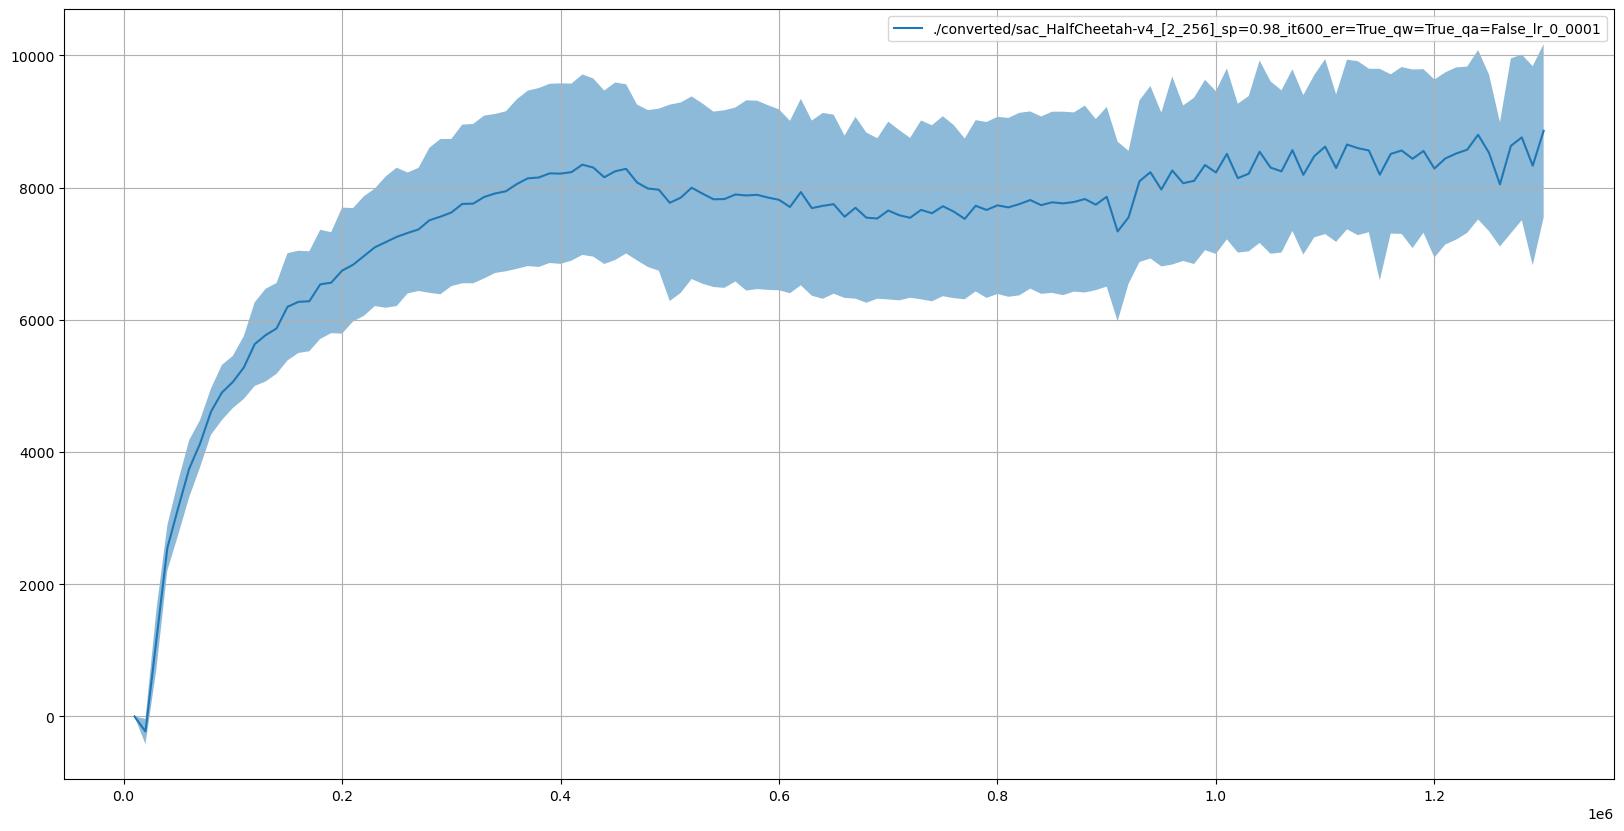 ./converted/sac_HalfCheetah-v4_[2_256]_sp=0.98_it600_er=True_qw=True_qa=False_lr_0_0001
10000
8000
6000
4000
2000
0
0.0 0.2 0.4 0.6 0.8 1.0 1.2
1e6